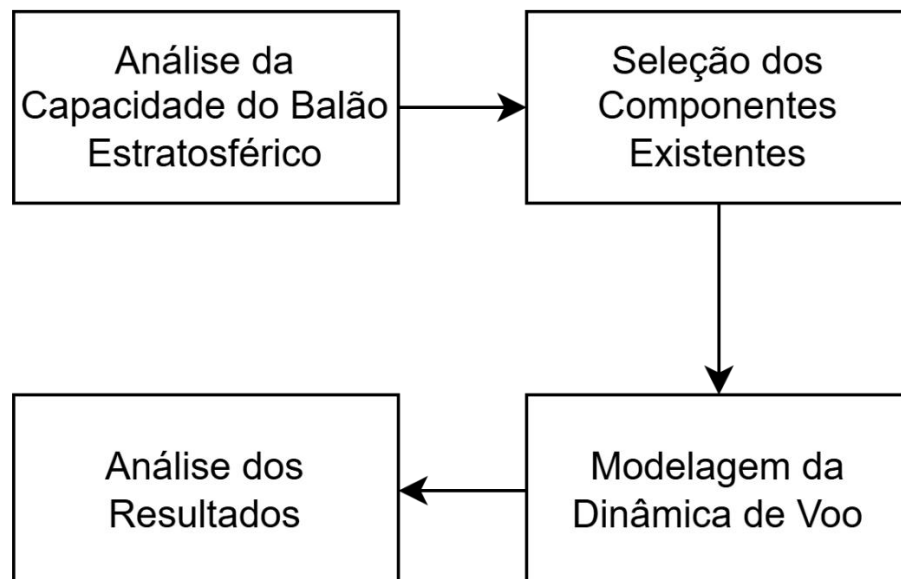 Análise da
Capacidade do Balão
Estratosférico
Seleção dos
Componentes
Existentes
Modelagem da
Dinâmica de Voo
Análise dos
Resultados